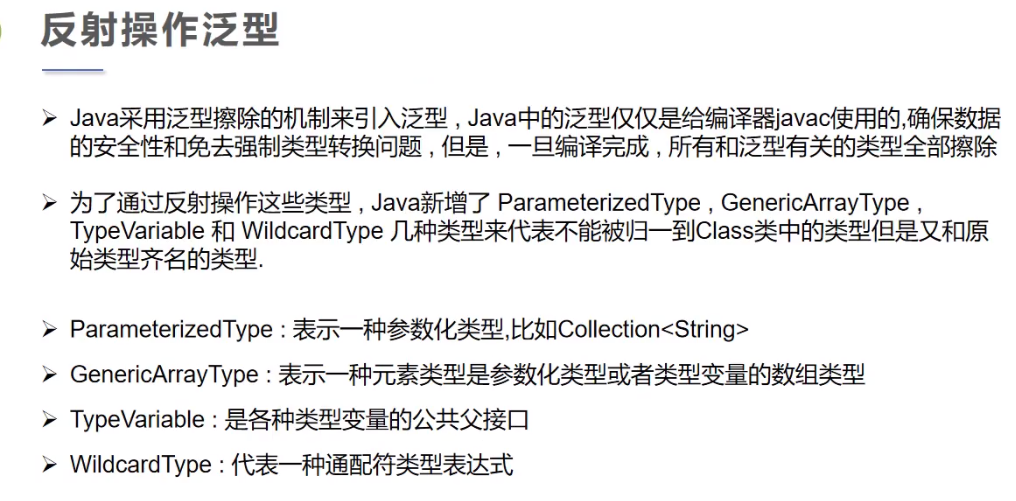 反射操作泛型
➢ Java采用泛型擦除的机制来引入泛型 , Java中的泛型仅仅是给编译器javac使用的,确保数据
的安全性和免去强制类型转换问题 , 但是 , 一旦编译完成 , 所有和泛型有关的类型全部擦除
➢ 为了通过反射操作这些类型 , Java新增了 ParameterizedType , GenericArrayType ,
TypeVariable 和 WildcardType 几种类型来代表不能被归一到Class类中的类型但是又和原
始类型齐名的类型.
➢ ParameterizedType : 表示一种参数化类型,比如Collection<String>
➢ GenericArrayType : 表示一种元素类型是参数化类型或者类型变量的数组类型
➢ TypeVariable : 是各种类型变量的公共父接口
➢ WildcardType : 代表一种通配符类型表达式